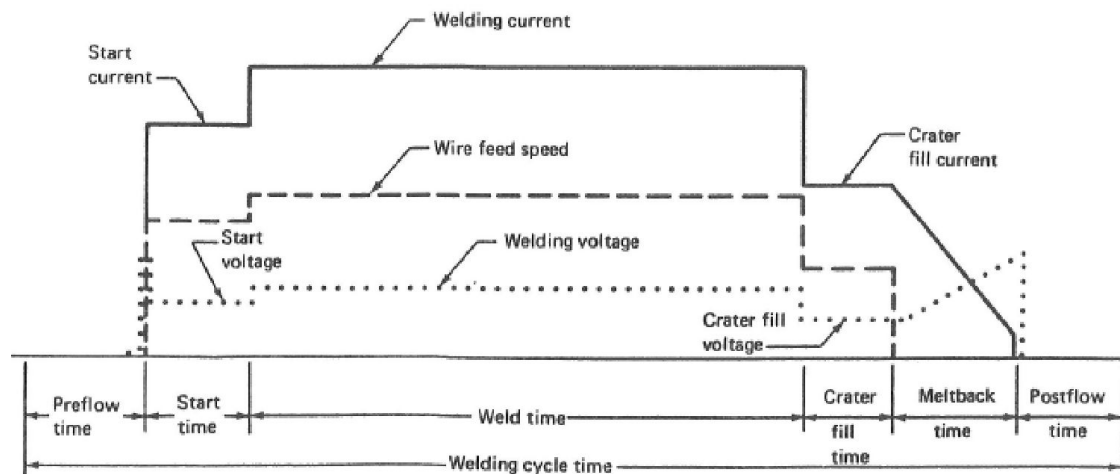 Welding current
Start
current
Wire feed speed
Crater
fill current
Start
voltage
Welding voltage
Crater fill
voltage
Preflow
time
Start
time
Weld time
Crater
fill
time
Meltback
time
Postflow
time
Welding cycle time